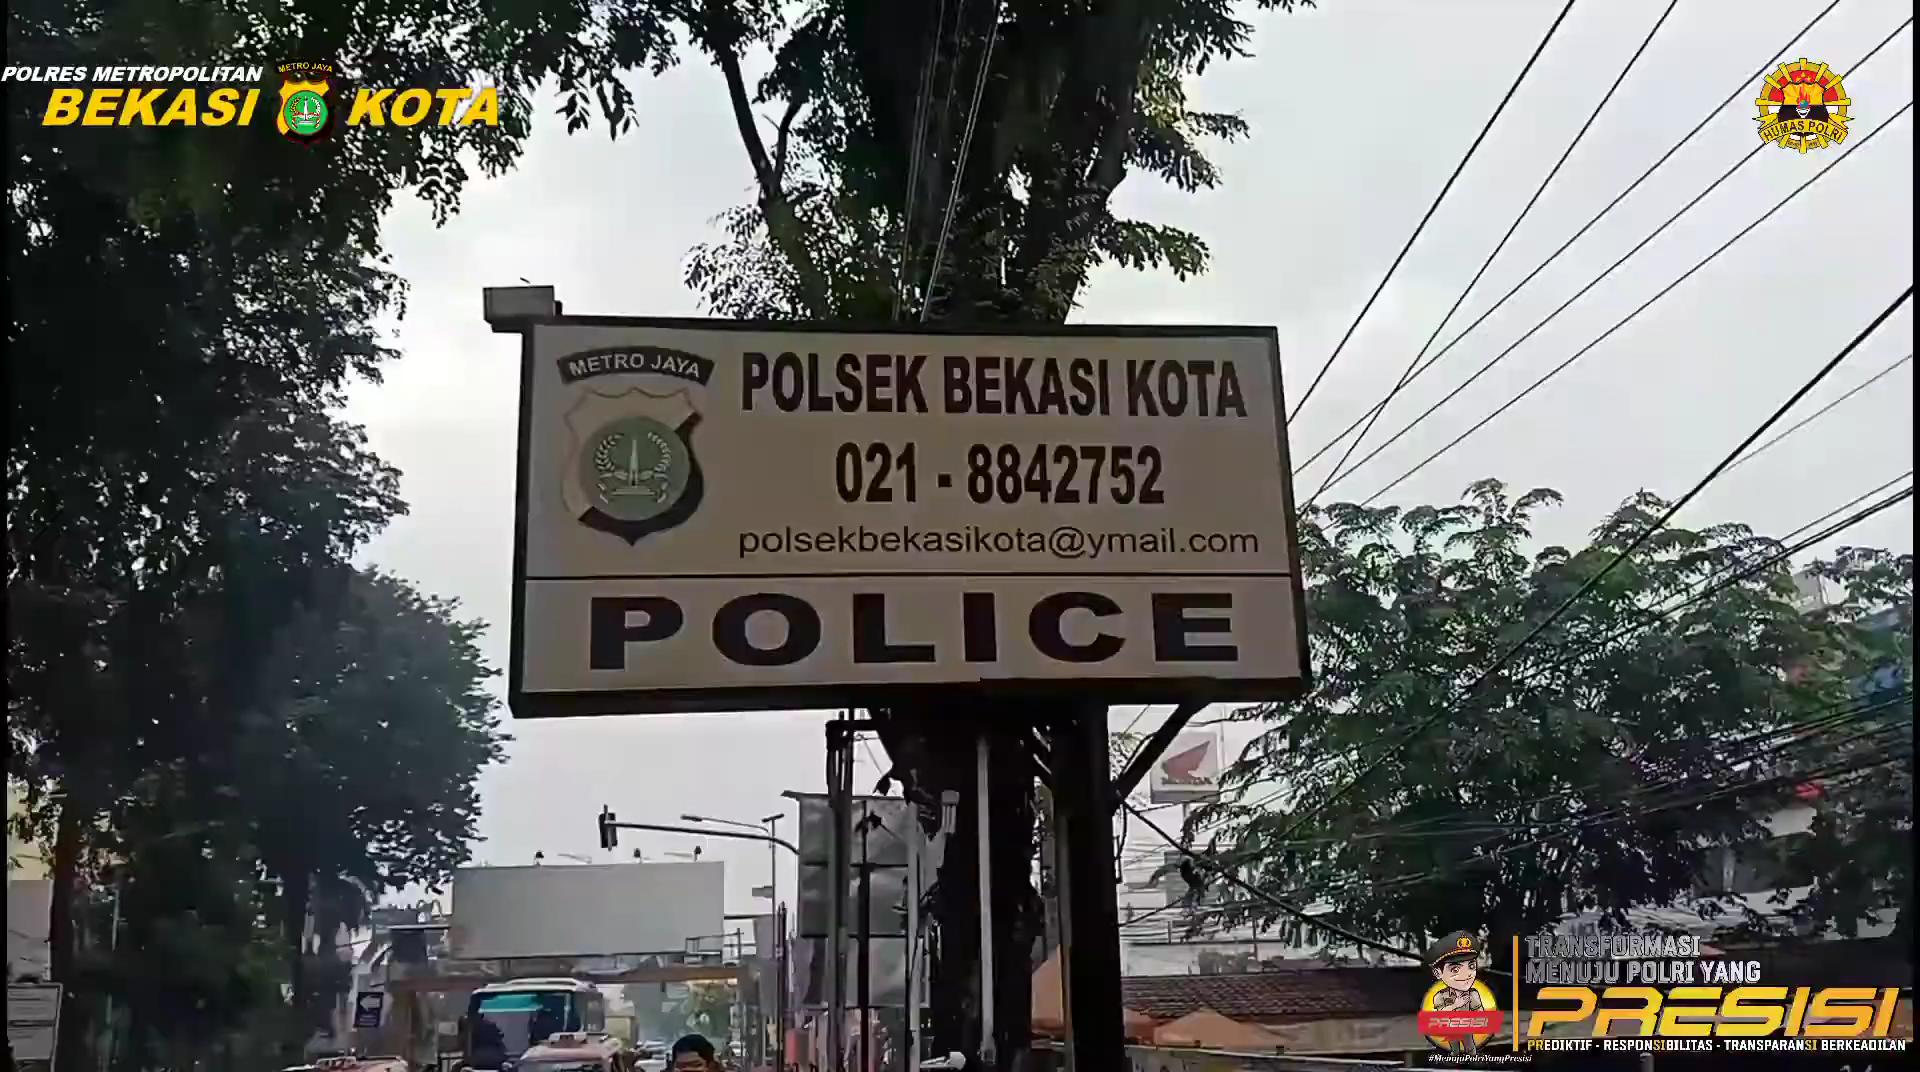 POLRES METROPOLITAN
METRO JAYA
BEKASI KOTA
HUMAS POLRI
METRO JAYA
POLSEK BEKASI KOTA
021 - 8842752
polsekbekasikota@ymail.com
POLICE
TRANSFORMASI
MENUJU POLRI YANG
PRESISI
PRESISI
PREDIKTIF - RESPONSIBILITAS - TRANSPARANSI BERKEADILAN
#MenujuPolriYangPresisi